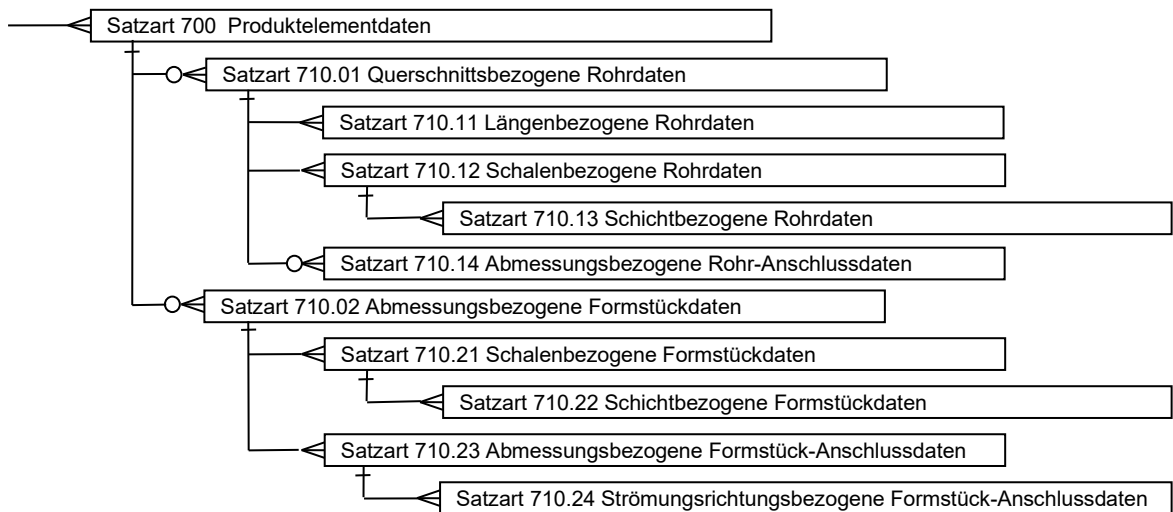 Satzart 700 Produktelementdaten
Satzart 710.01 Querschnittsbezogene Rohrdaten
Satzart 710.11 Längenbezogene Rohrdaten
Satzart 710.12 Schalenbezogene Rohrdaten
Satzart 710.13 Schichtbezogene Rohrdaten
Satzart 710.14 Abmessungsbezogene Rohr-Anschlussdaten
Satzart 710.02 Abmessungsbezogene Formstückdaten
Satzart 710.21 Schalenbezogene Formstückdaten
Satzart 710.22 Schichtbezogene Formstückdaten
Satzart 710.23 Abmessungsbezogene Formstück-Anschlussdaten
Satzart 710.24 Strömungsrichtungsbezogene Formstück-Anschlussdaten